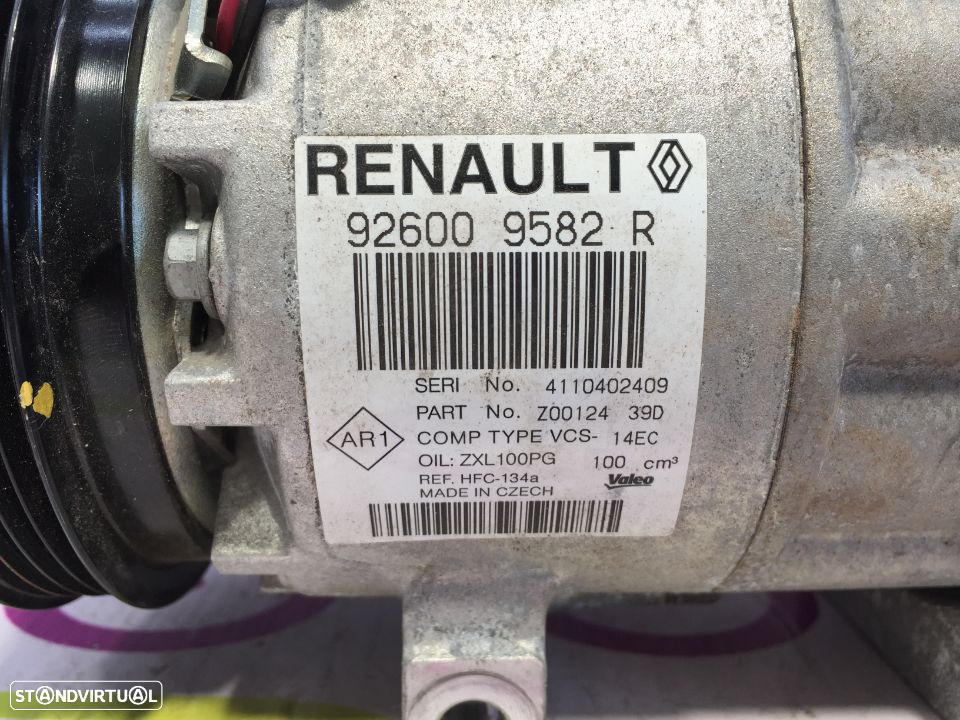 RENAULT
92600 9582 R
SERI No. 4110402409
PART No. Z00124 39D
AR1
COMP TYPE VCS- 14EC
OIL: ZXL100PG 100 cm³
REF. HFC-134a
Valeo
MADE IN CZECH
STANDVIRTUAL